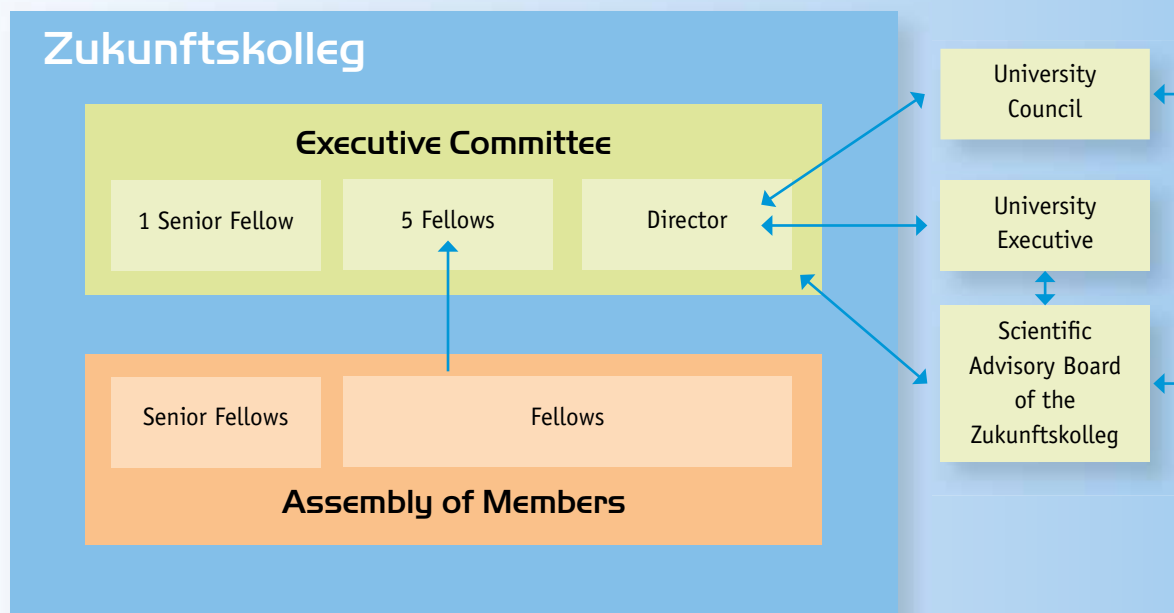 Zukunftskolleg
Executive Committee
1 Senior Fellow
5 Fellows
Director
Senior Fellows
Fellows
Assembly of Members
University
Council
University
Executive
Scientific
Advisory Board
of the
Zukunftskolleg